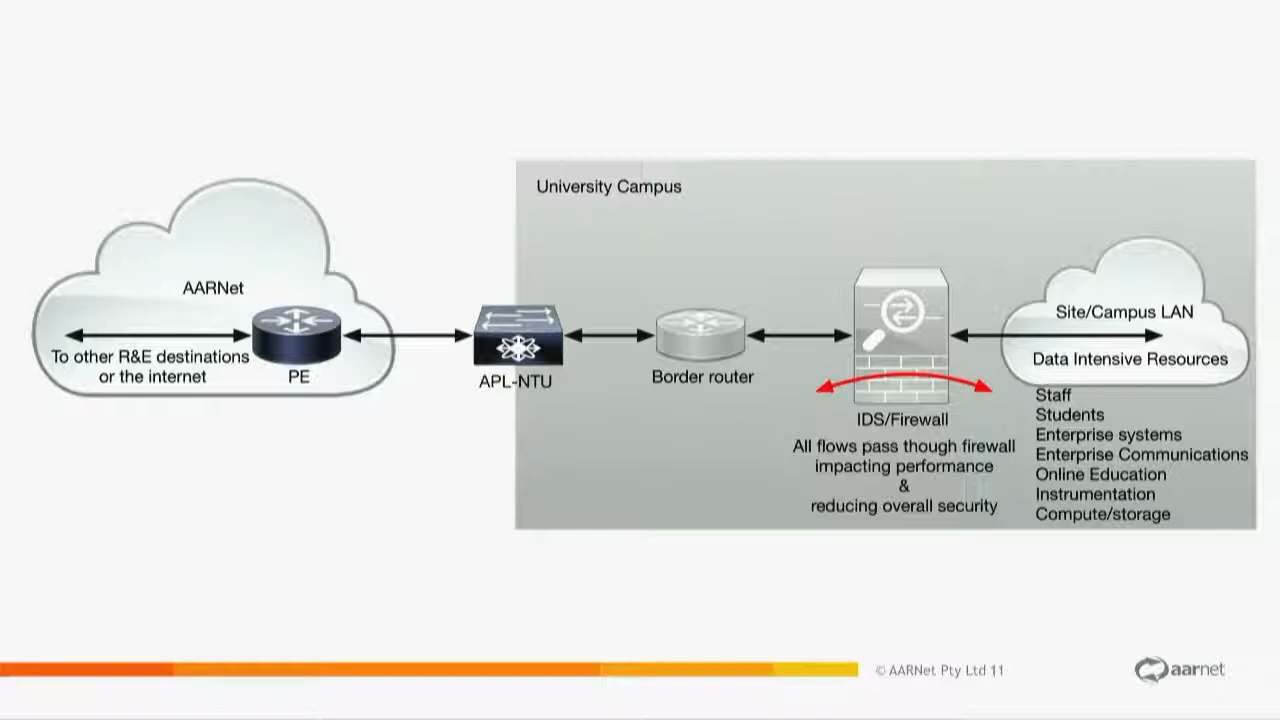 University Campus
AARNet
To other R&E destinations
or the internet
PE
APL-NTU
Border router
IDS/Firewall
All flows pass though firewall
impacting performance
&
reducing overall security
Site/Campus LAN
Data Intensive Resources
Staff
Students
Enterprise systems
Enterprise Communications
Online Education
Instrumentation
Compute/storage
© AARNet Pty Ltd 11
aarnet